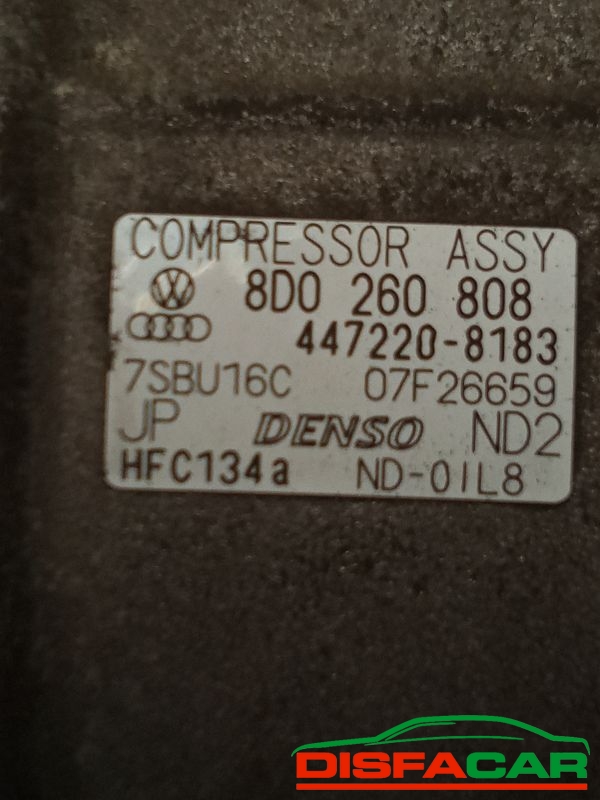 COMPRESSOR ASSY
8D0 260 808
447220-8183
7SBU16C 07F26659
JP DENSO ND2
HFC134a ND-OIL8
DISFACAR